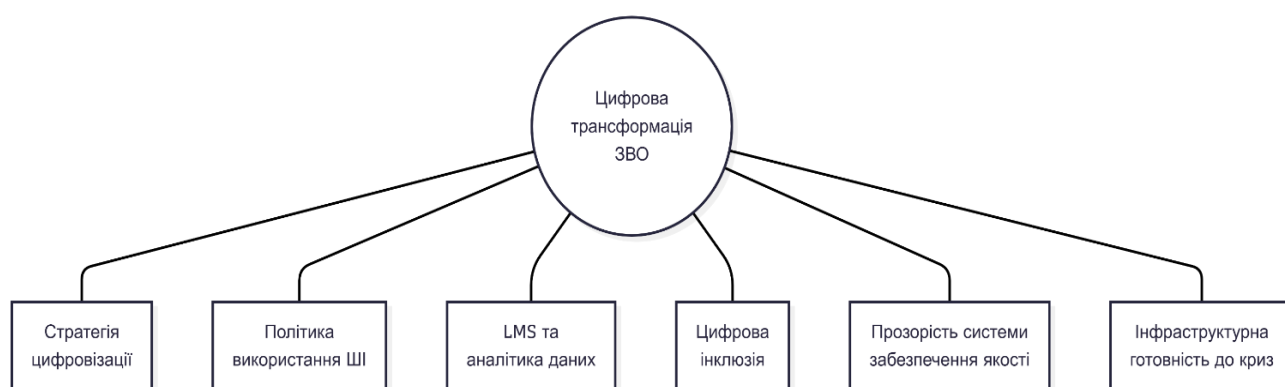 Цифрова
трансформація
ЗВО
Стратегія
цифровізації
Політика
використання ШІ
LMS та
аналітика даних
Цифрова
інклюзія
Прозорість системи
забезпечення якості
Інфраструктурна
готовність до криз